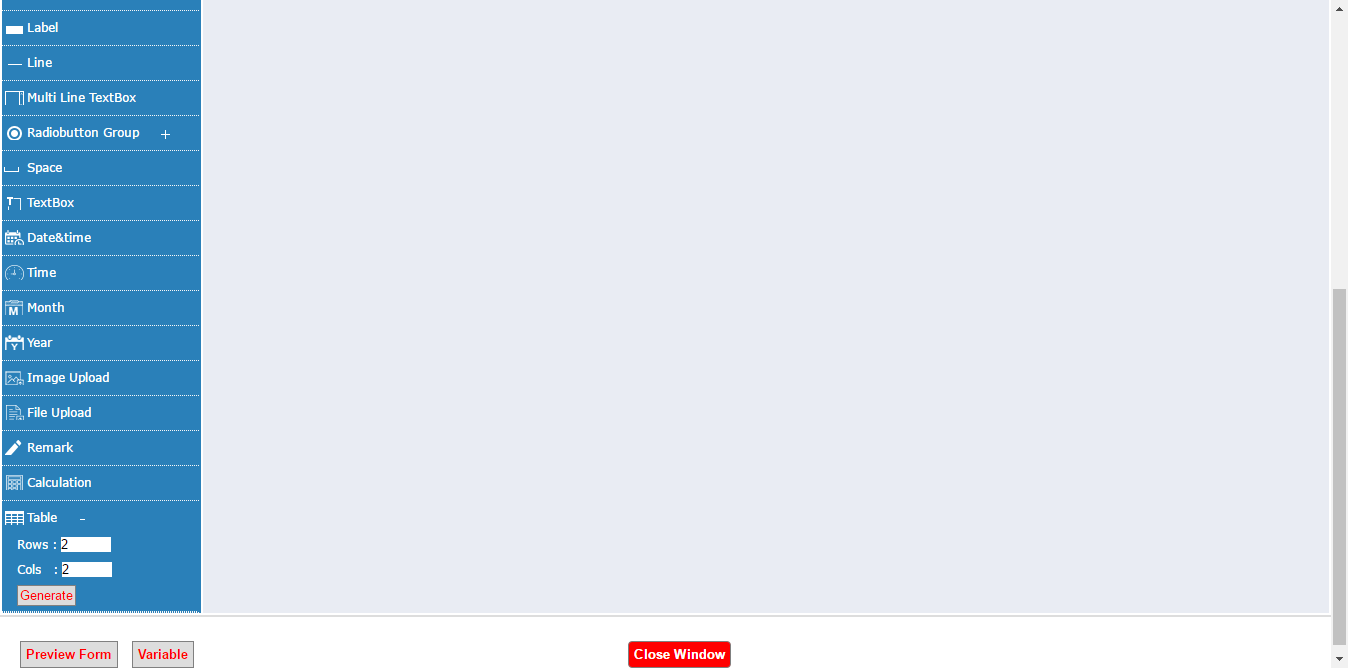 Label
Line
Multi Line TextBox
Radiobutton Group +
Space
TextBox
Date&time
Time
Month
Year
Image Upload
File Upload
Remark
Calculation
Table -
Rows : 2
Cols : 2
Generate
Preview Form Variable Close Window